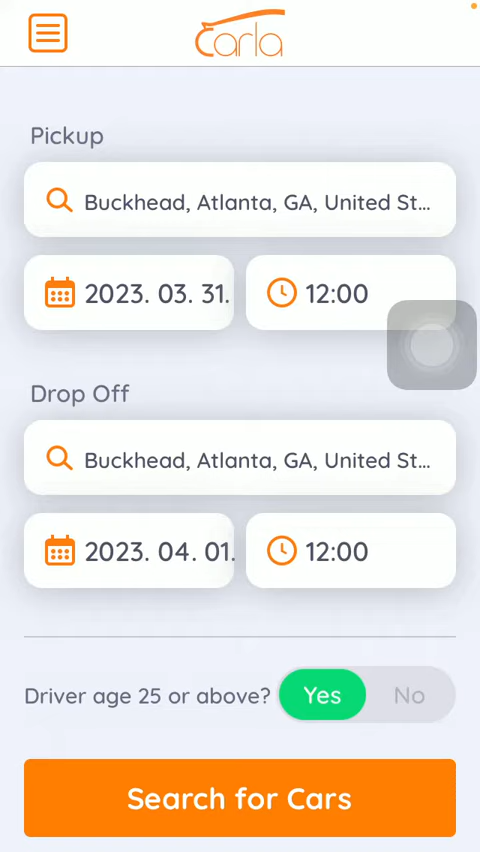 Carla
Pickup
Buckhead, Atlanta, GA, United St...
2023. 03. 31.
12:00
Drop Off
Buckhead, Atlanta, GA, United St...
2023. 04. 01.
12:00
Driver age 25 or above? Yes No
Search for Cars